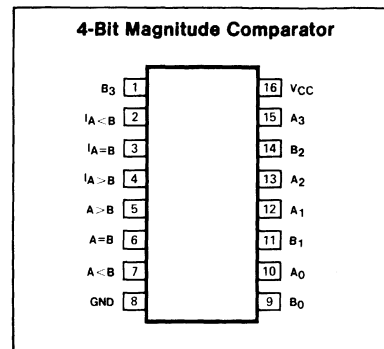 4-Bit Magnitude Comparator
B3 1 16 VCC
IA<B 2 15 A3
IA=B 3 14 B2
IA>B 4 13 A2
A>B 5 12 A1
A=B 6 11 B1
A<B 7 10 A0
GND 8 9 B0